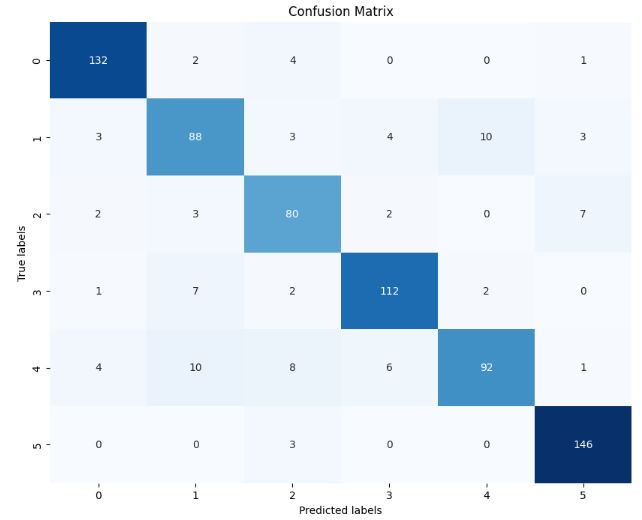 Confusion Matrix
True labels
0 132 2 4 0 0 1
1 3 88 3 4 10 3
2 2 3 80 2 0 7
3 1 7 2 112 2 0
4 4 10 8 6 92 1
5 0 0 3 0 0 146
0 1 2 3 4 5
Predicted labels